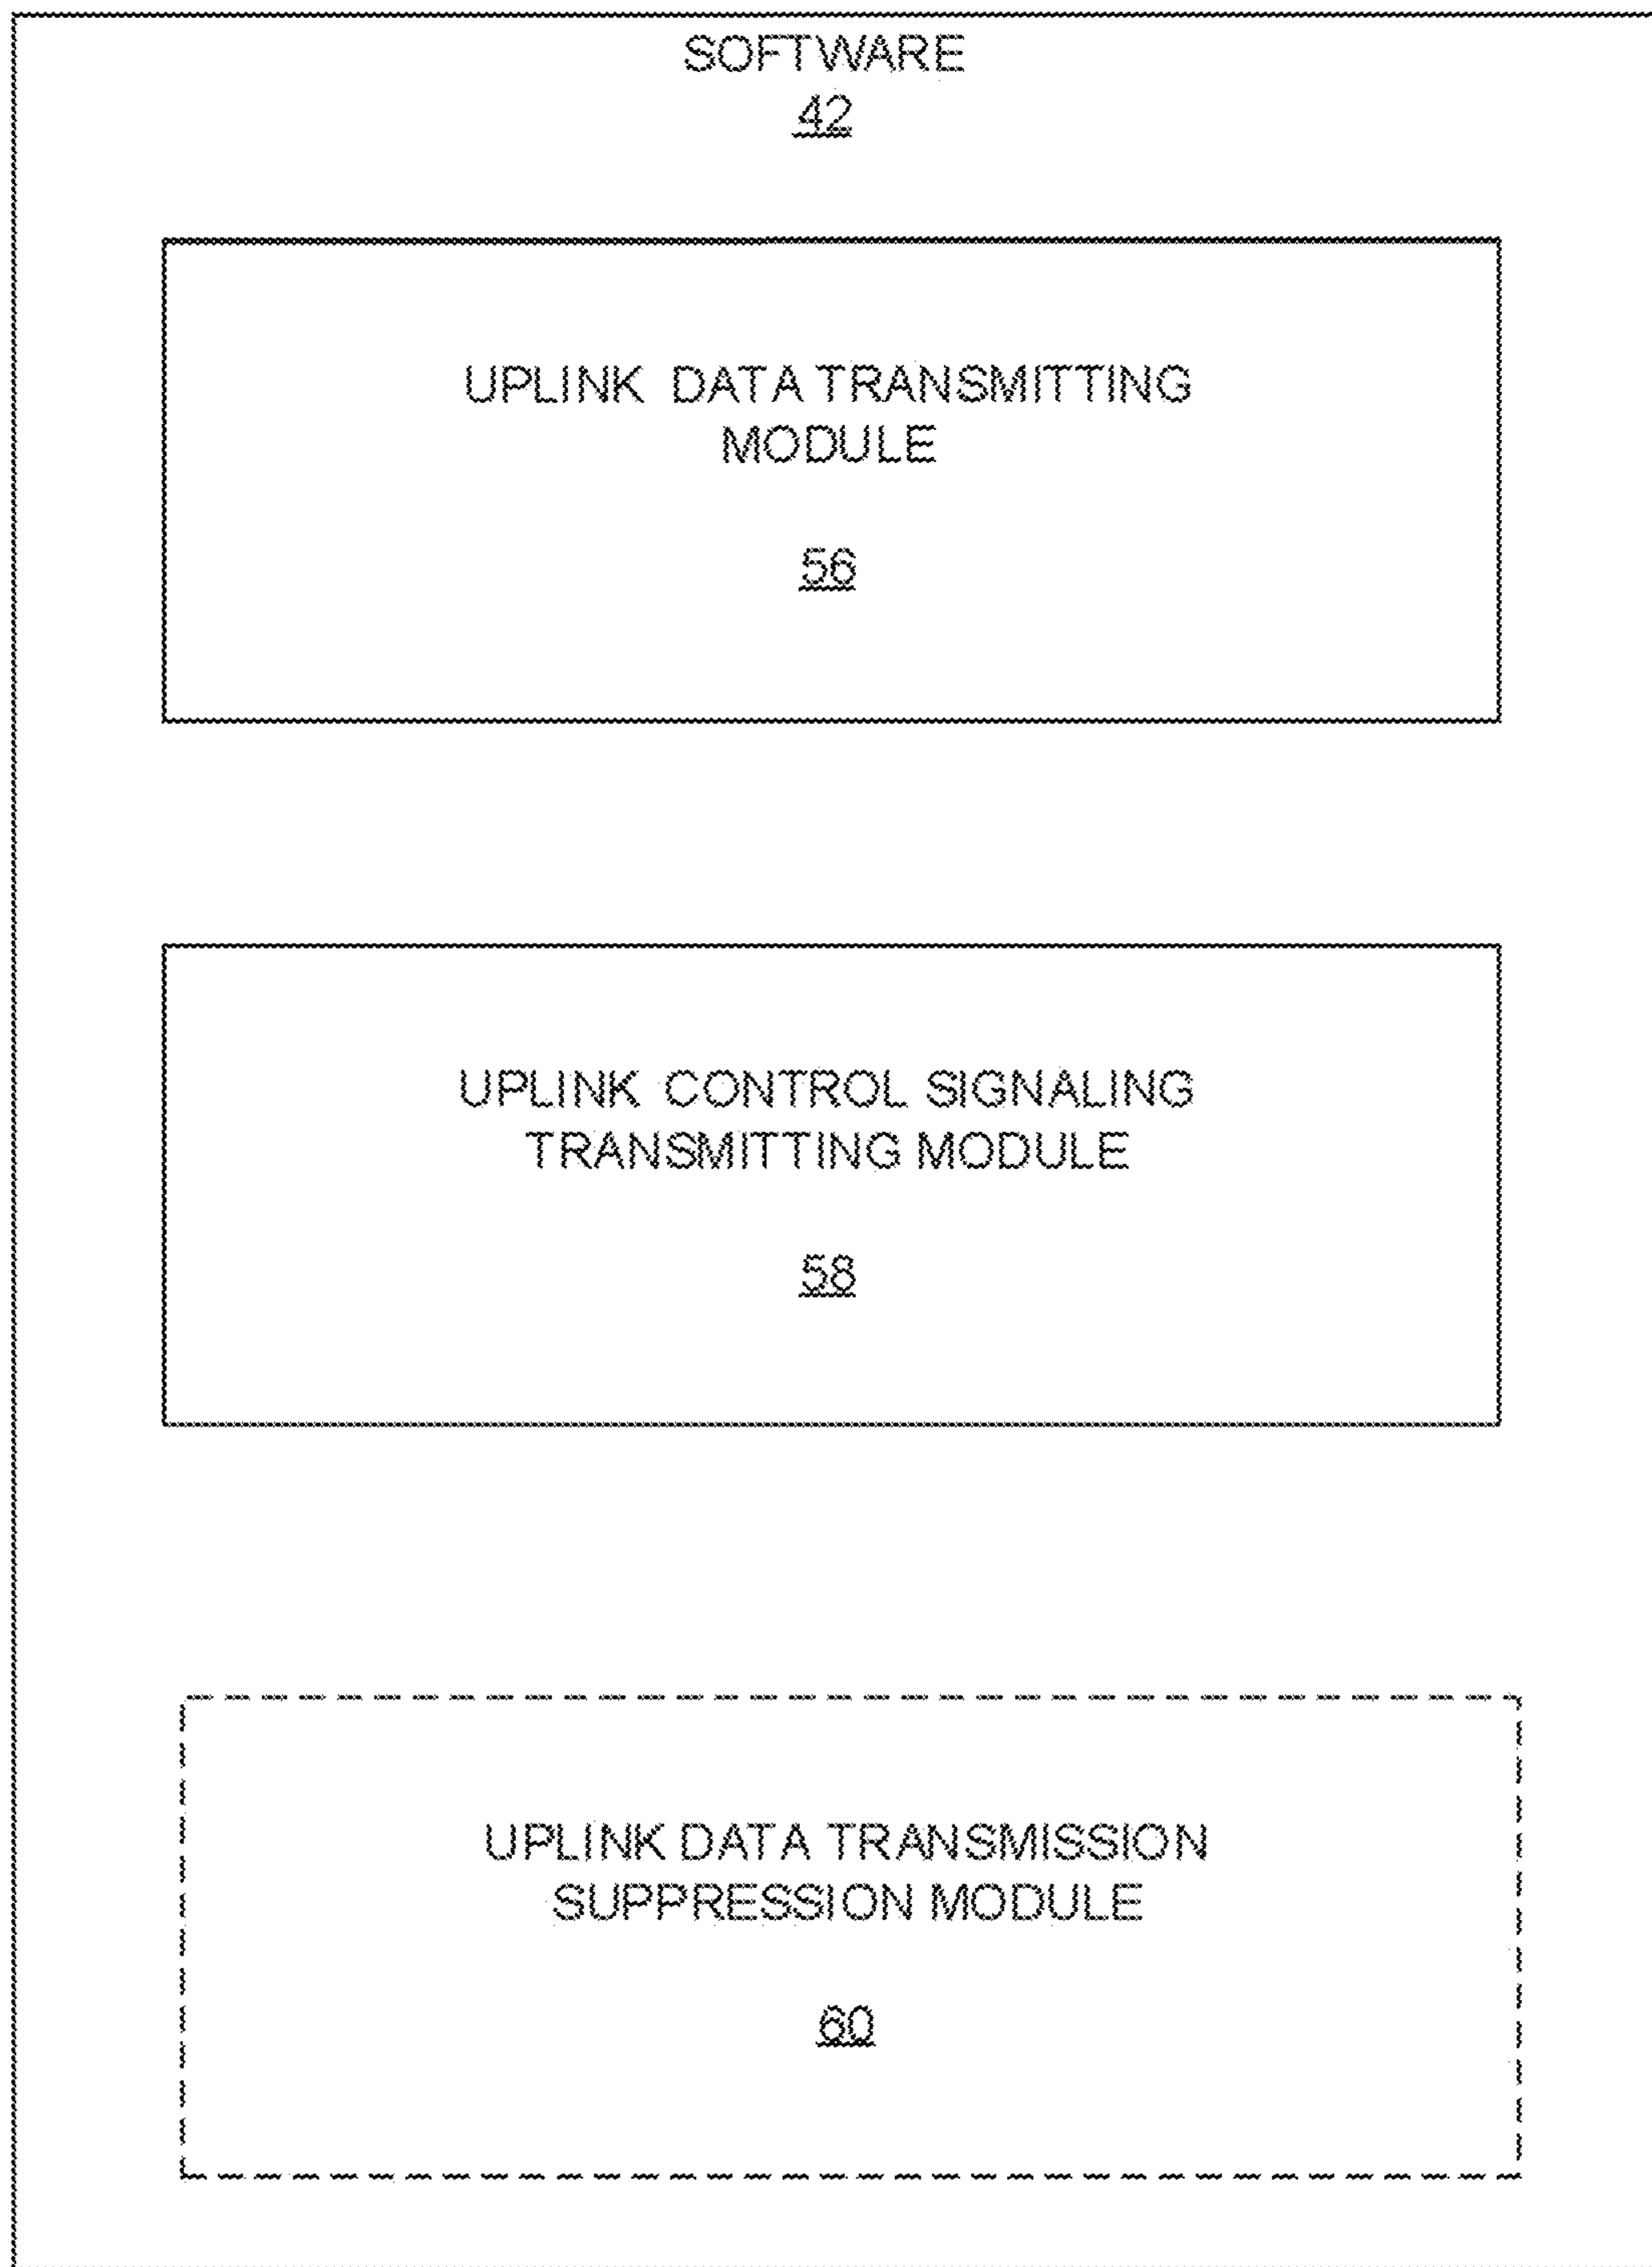 SOFTWARE
42
UPLINK DATA TRANSMITTING
MODULE
56
UPLINK CONTROL SIGNALING
TRANSMITTING MODULE
58
UPLINK DATA TRANSMISSION
SUPPRESSION MODULE
60